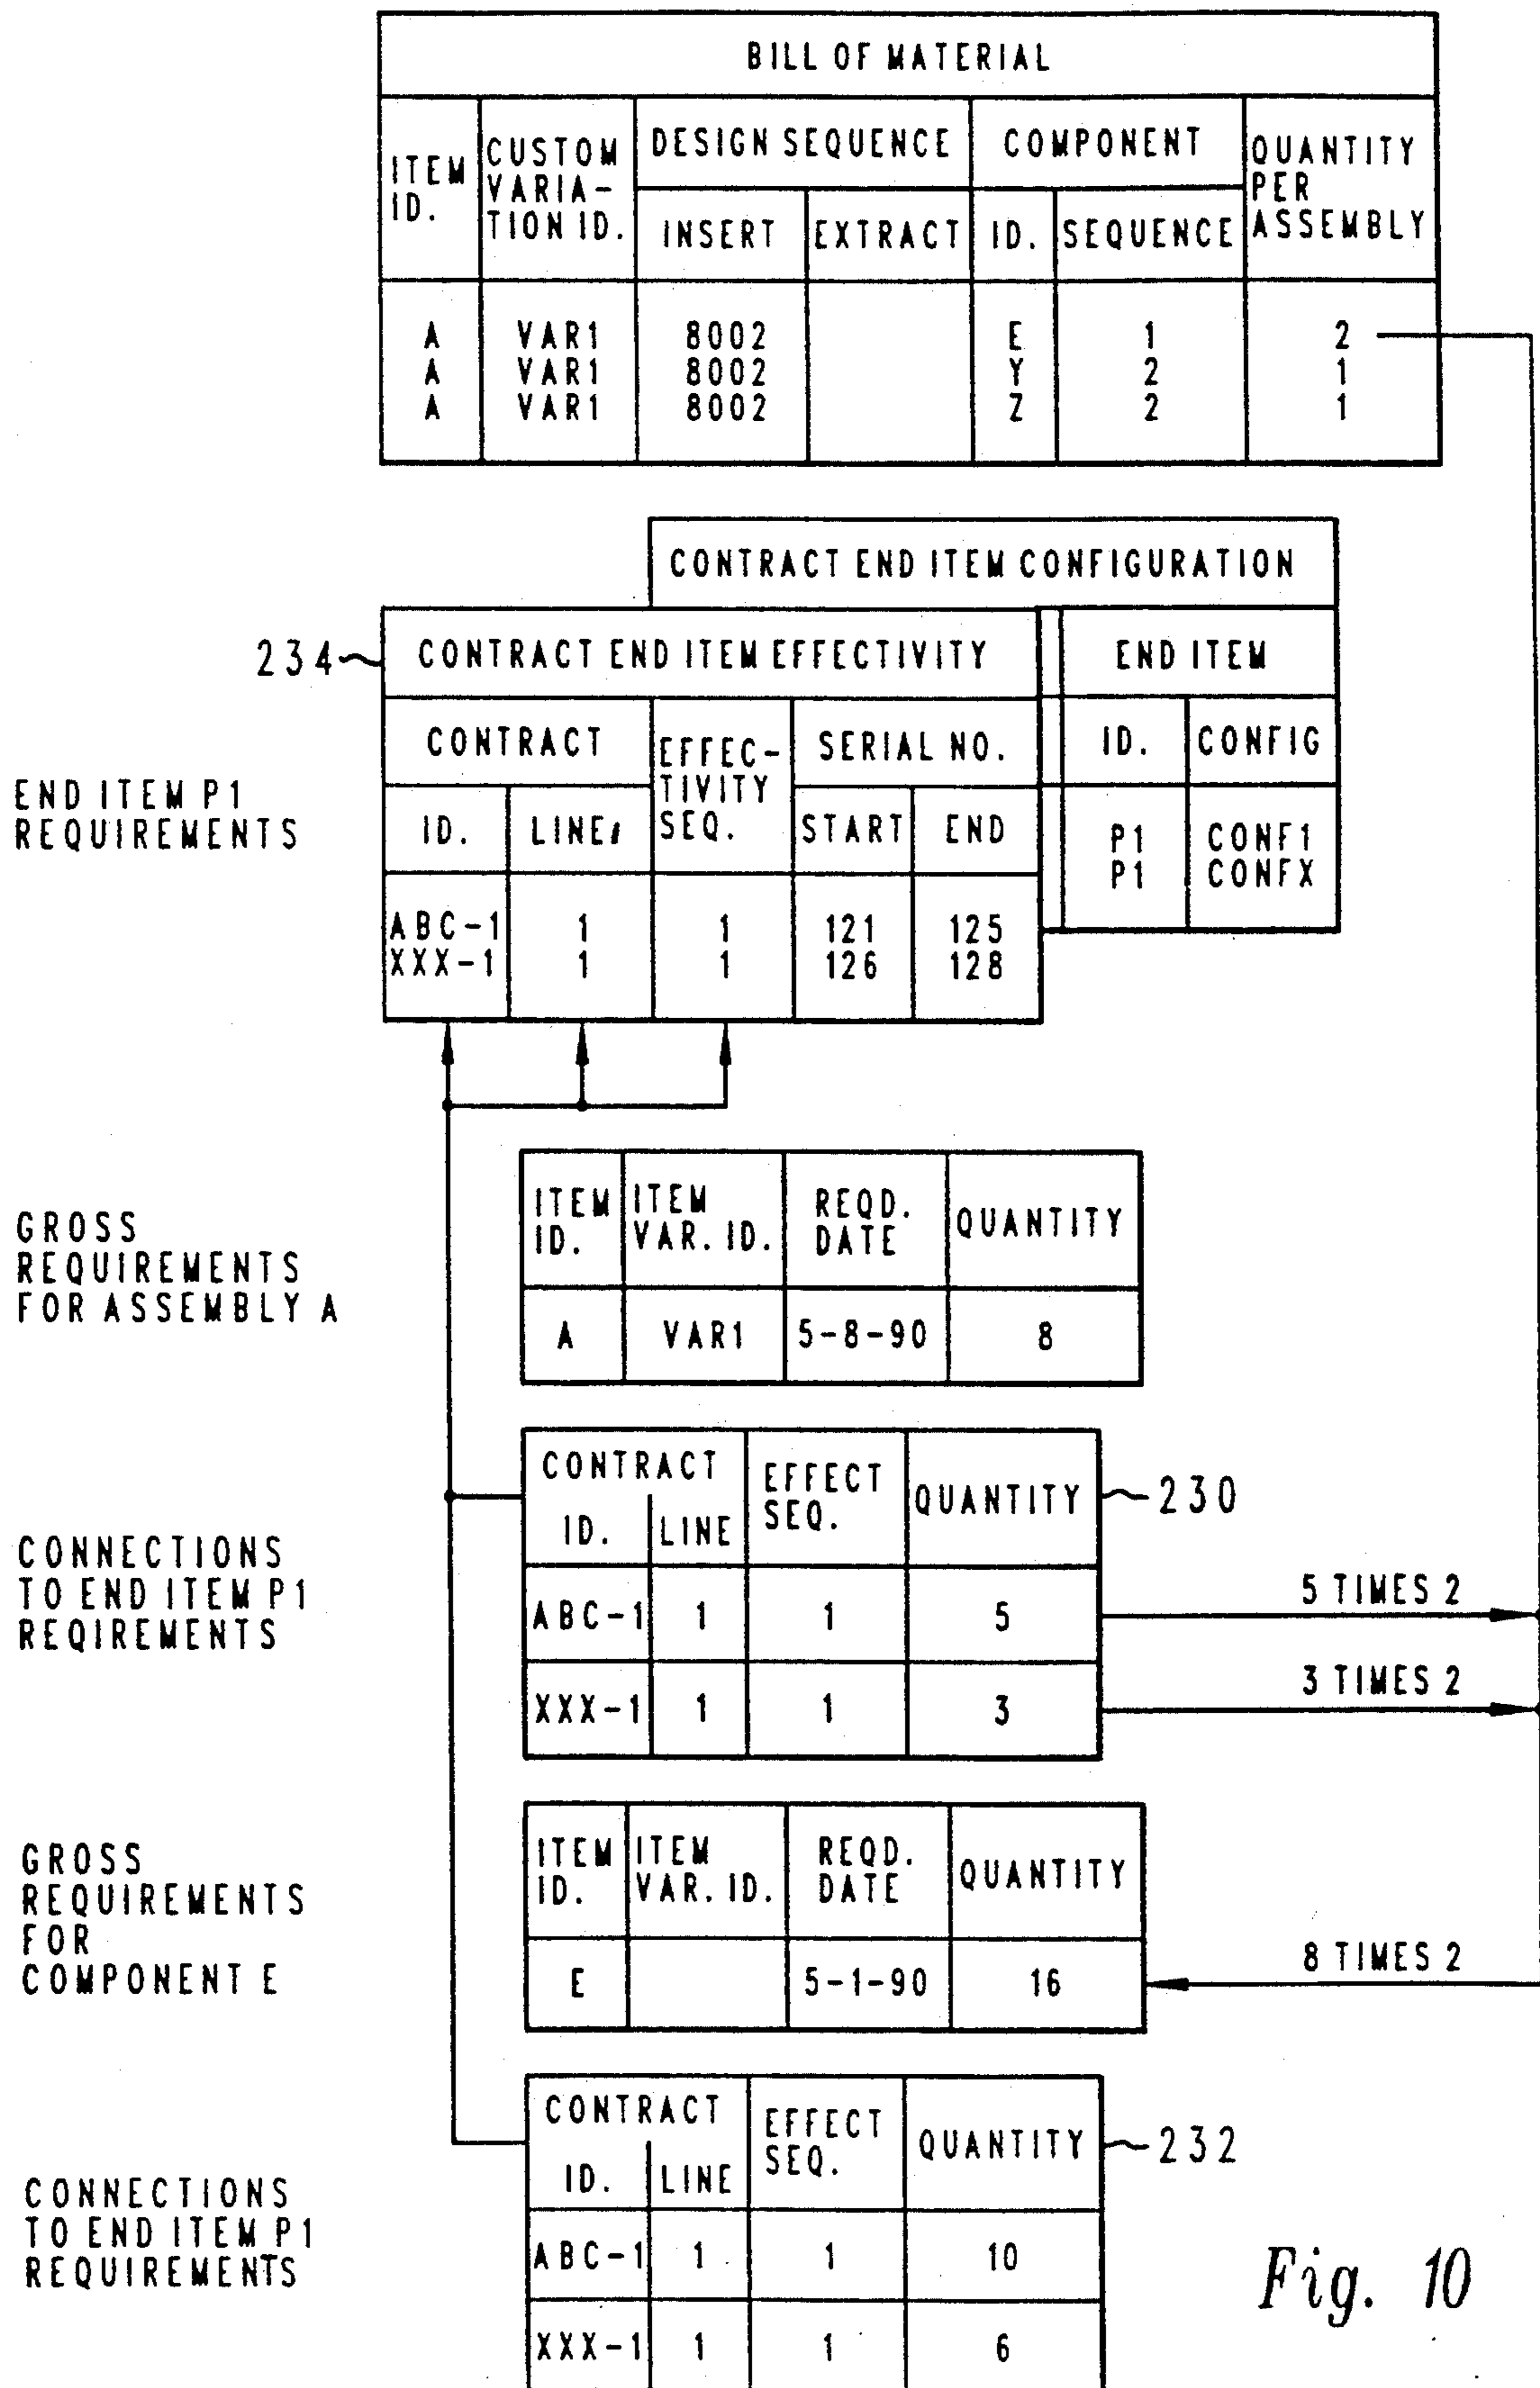 BILL OF MATERIAL
ITEM ID.
CUSTOM VARIA-TION ID.
DESIGN SEQUENCE
COMPONENT
QUANTITY PER ASSEMBLY
INSERT
EXTRACT
ID.
SEQUENCE
A VAR1 8002 E 1 2
A VAR1 8002 Y 2 1
A VAR1 8002 Z 2 1
CONTRACT END ITEM CONFIGURATION
234
CONTRACT END ITEM EFFECTIVITY
END ITEM
CONTRACT
EFFEC-TIVITY SEQ.
SERIAL NO.
ID.
CONFIG
END ITEM P1
REQUIREMENTS
ID.
LINE
START
END
P1 CONF1
P1 CONFX
ABC-1 1 1 121 125
XXX-1 1 1 126 128
GROSS
REQUIREMENTS
FOR ASSEMBLY A
ITEM ID.
ITEM VAR. ID.
REQD. DATE
QUANTITY
A VAR1 5-8-90 8
CONNECTIONS
TO END ITEM P1
REQIREMENTS
CONTRACT
ID.
LINE
EFFECT SEQ.
QUANTITY
230
ABC-1 1 1 5
5 TIMES 2
XXX-1 1 1 3
3 TIMES 2
GROSS
REQUIREMENTS
FOR
COMPONENT E
ITEM ID.
ITEM VAR. ID.
REQD. DATE
QUANTITY
E 5-1-90 16
8 TIMES 2
CONNECTIONS
TO END ITEM P1
REQUIREMENTS
CONTRACT
ID.
LINE
EFFECT SEQ.
QUANTITY
232
ABC-1 1 1 10
XXX-1 1 1 6
Fig. 10